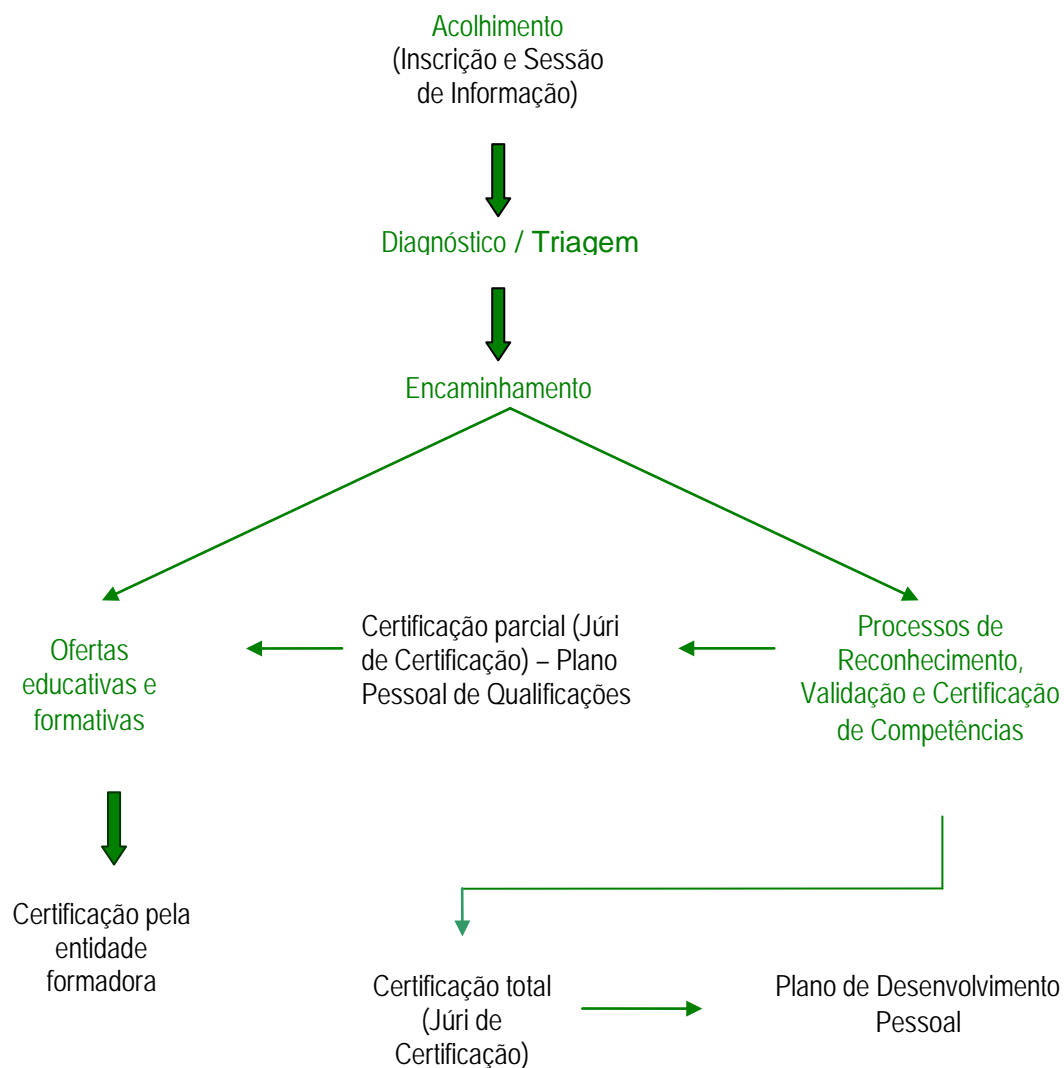 Acolhimento
(Inscrição e Sessão
de Informação)
Diagnóstico / Triagem
Encaminhamento
Ofertas
educativas e
formativas
Certificação parcial (Júri
de Certificação) – Plano
Pessoal de Qualificações
Processos de
Reconhecimento,
Validação e Certificação
de Competências
Certificação pela
entidade
formadora
Certificação total
(Júri de
Certificação)
Plano de Desenvolvimento
Pessoal